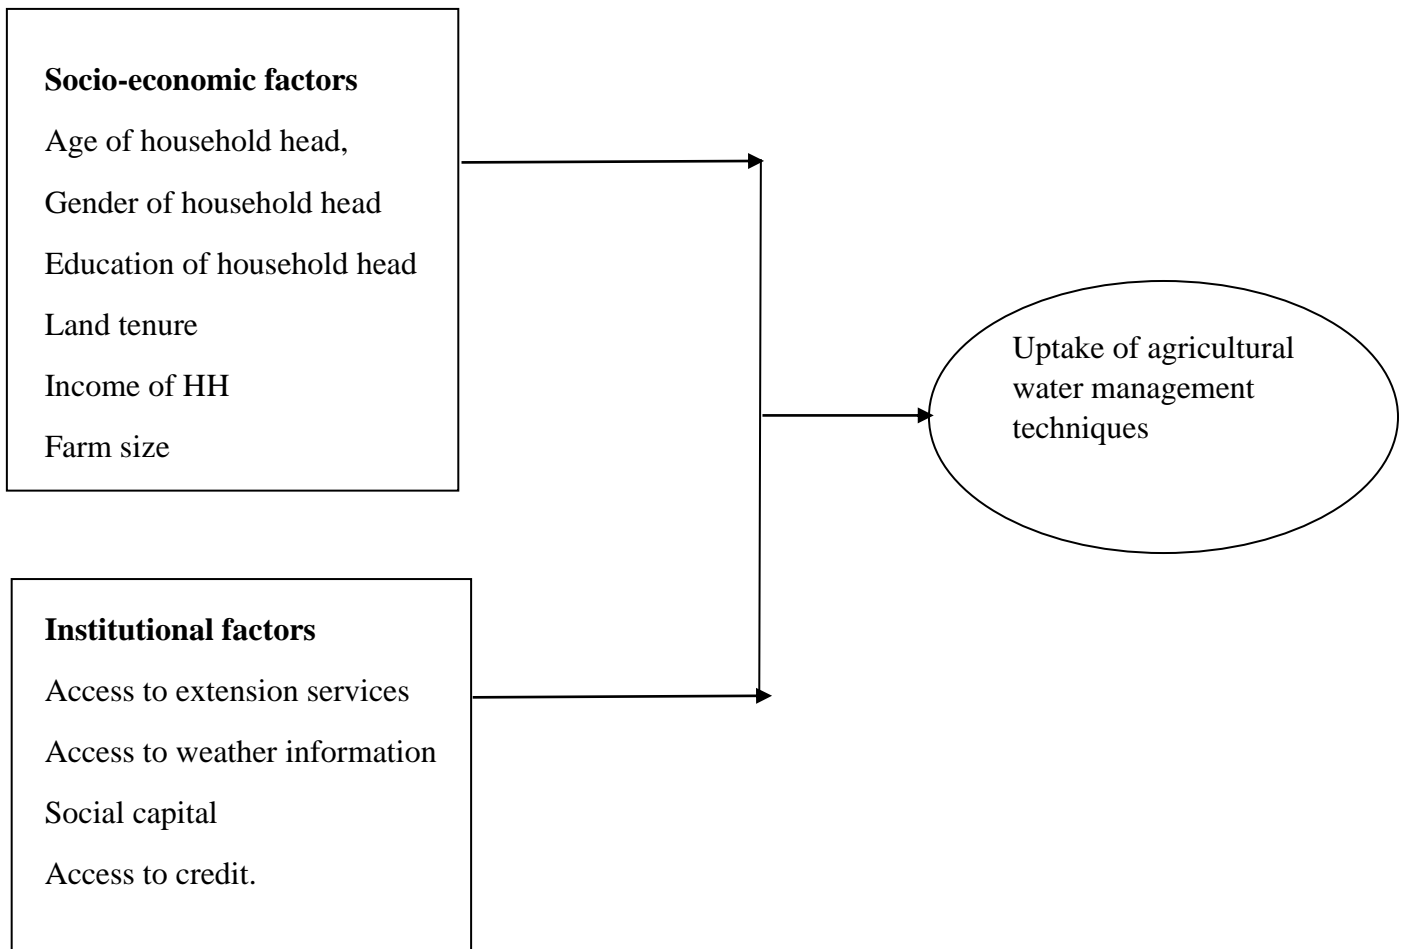 Socio-economic factors
Age of household head,
Gender of household head
Education of household head
Land tenure
Income of HH
Farm size
Uptake of agricultural
water management
techniques
Institutional factors
Access to extension services
Access to weather information
Social capital
Access to credit.